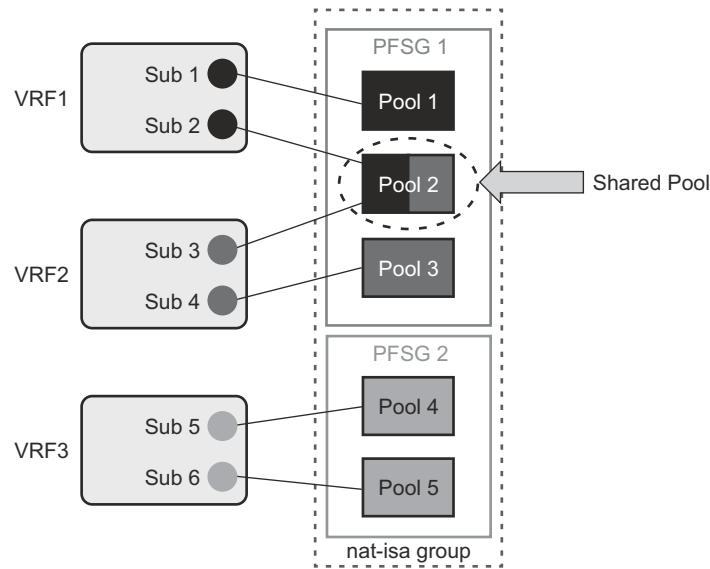 PFSG 1
VRF1
Sub 1
Sub 2
Pool 1
Pool 2
Shared Pool
VRF2
Sub 3
Sub 4
Pool 3
PFSG 2
VRF3
Sub 5
Sub 6
Pool 4
Pool 5
nat-isa group